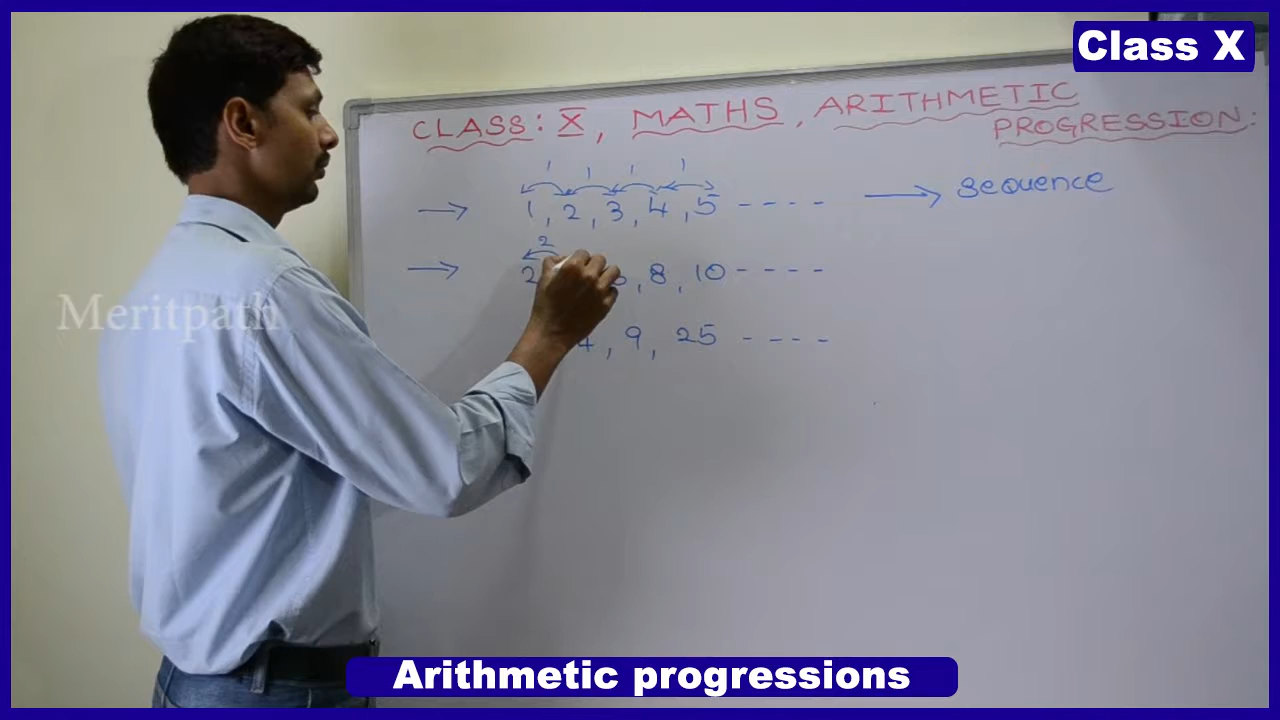 Class X
CLASS: X, MATHS, ARITHMETIC
PROGRESSION:
1 1 1 1
→ 1, 2, 3, 4, 5 - - - - → sequence
2
→ 2 , 8, 10 - - - -
4, 9, 25 - - - -
Meritpath
Arithmetic progressions